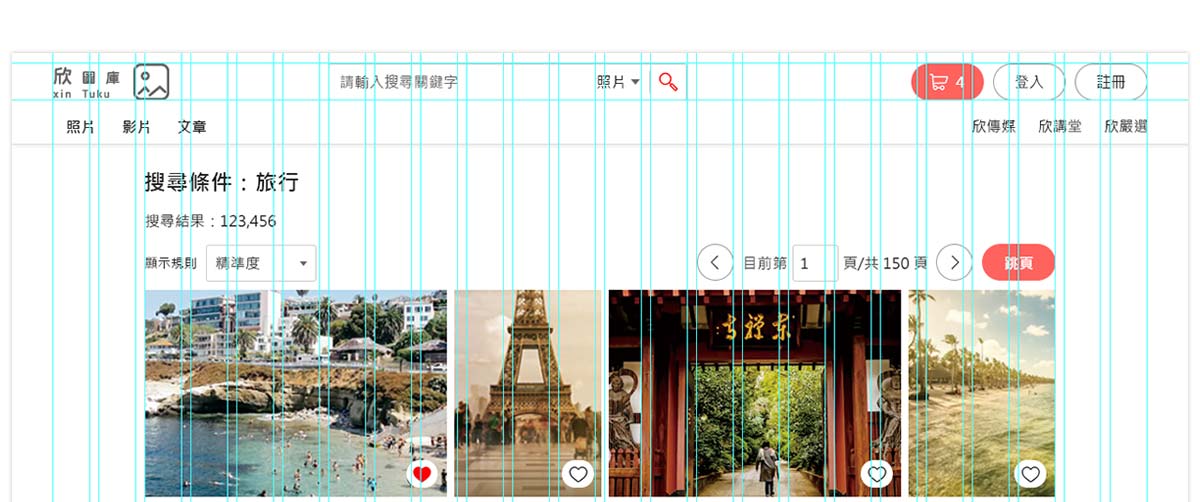 欣 圖 庫
xin Tuku
請輸入搜尋關鍵字
照片
4
登入
註冊
照片 影片 文章
欣傳媒 欣講堂 欣嚴選
搜尋條件：旅行
搜尋結果：123,456
顯示規則 精準度
目前第 1 頁/共 150 頁
跳頁
寺禪東